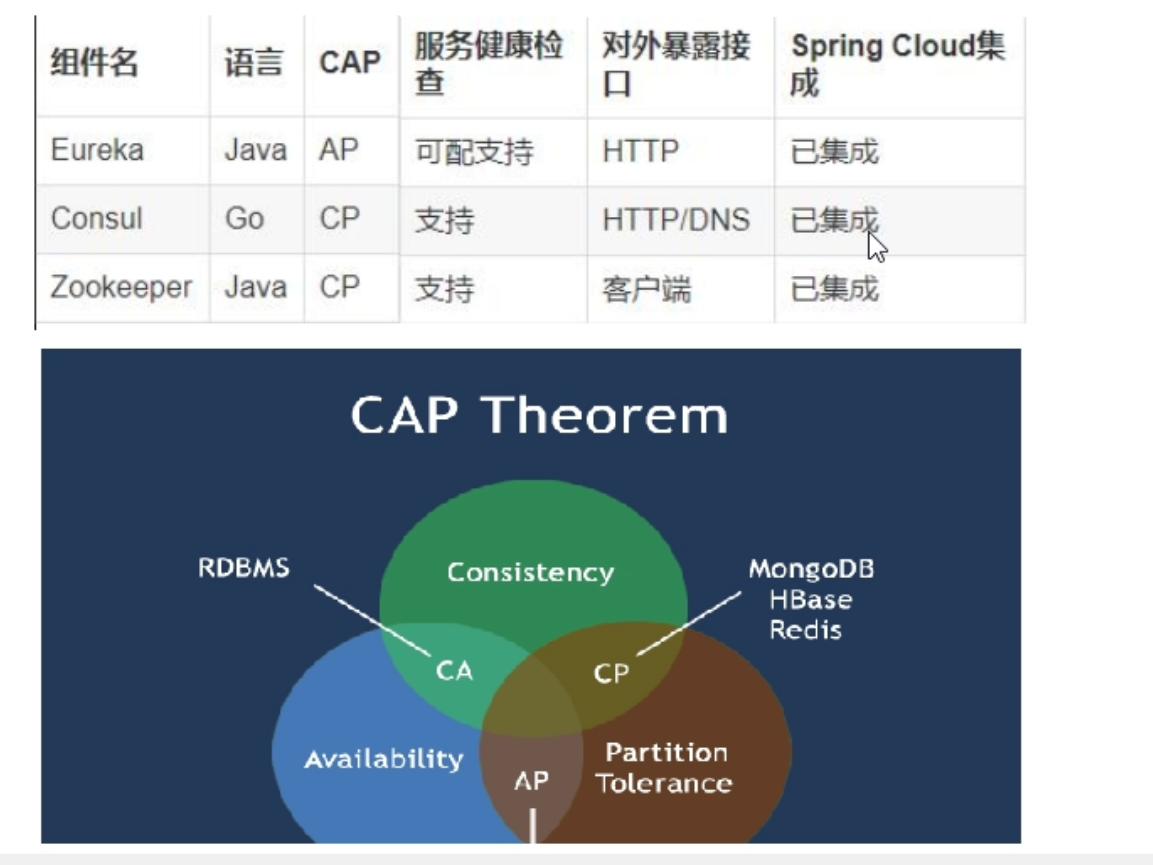 组件名 语言 CAP 服务健康检查 对外暴露接口 Spring Cloud集成
Eureka Java AP 可配支持 HTTP 已集成
Consul Go CP 支持 HTTP/DNS 已集成
Zookeeper Java CP 支持 客户端 已集成
CAP Theorem
RDBMS
Consistency
MongoDB
HBase
Redis
CA
CP
Availability
AP
Partition
Tolerance